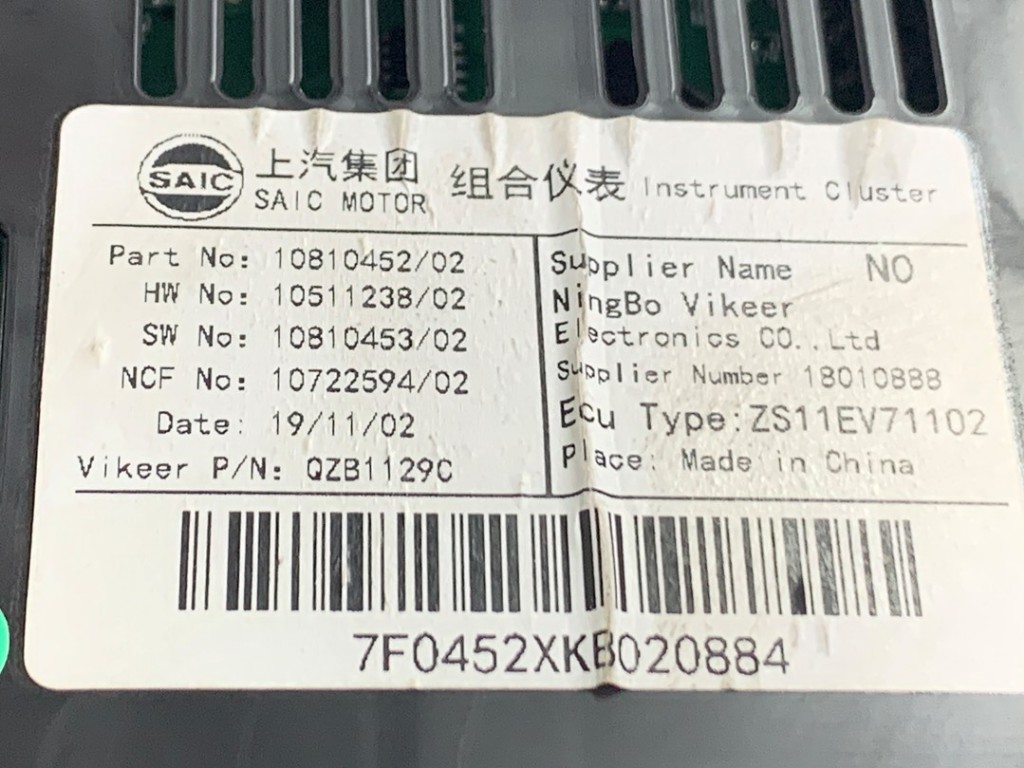 SAIC 上汽集团 组合仪表 Instrument Cluster
SAIC MOTOR
Part No: 10810452/02
HW No: 10511238/02
SW No: 10810453/02
NCF No: 10722594/02
Date: 19/11/02
Vikeer P/N: QZB1129C
Supplier Name NO
NingBo Vikeer
Electronics CO.,Ltd
Supplier Number 18010888
Ecu Type:ZS11EV71102
Place: Made in China
7F0452XKB020884